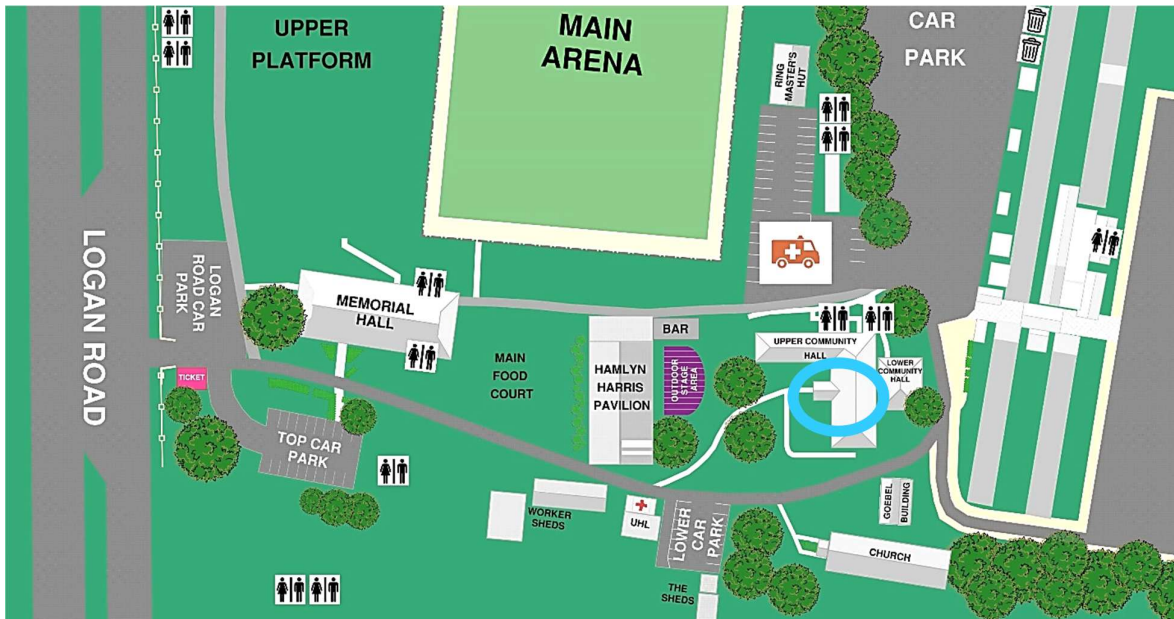 UPPER
PLATFORM
MAIN
ARENA
CAR
PARK
RING
MASTER'S
HUT
LOGAN ROAD
LOGAN
ROAD CAR
PARK
MEMORIAL
HALL
TICKET
TOP CAR
PARK
MAIN
FOOD
COURT
BAR
HAMLYN
HARRIS
PAVILION
OUTDOOR
STAGE
AREA
UPPER COMMUNITY
HALL
LOWER
COMMUNITY
HALL
WORKER
SHEDS
UHL
LOWER
CAR
PARK
THE
SHEDS
GOEBEL
BUILDING
CHURCH